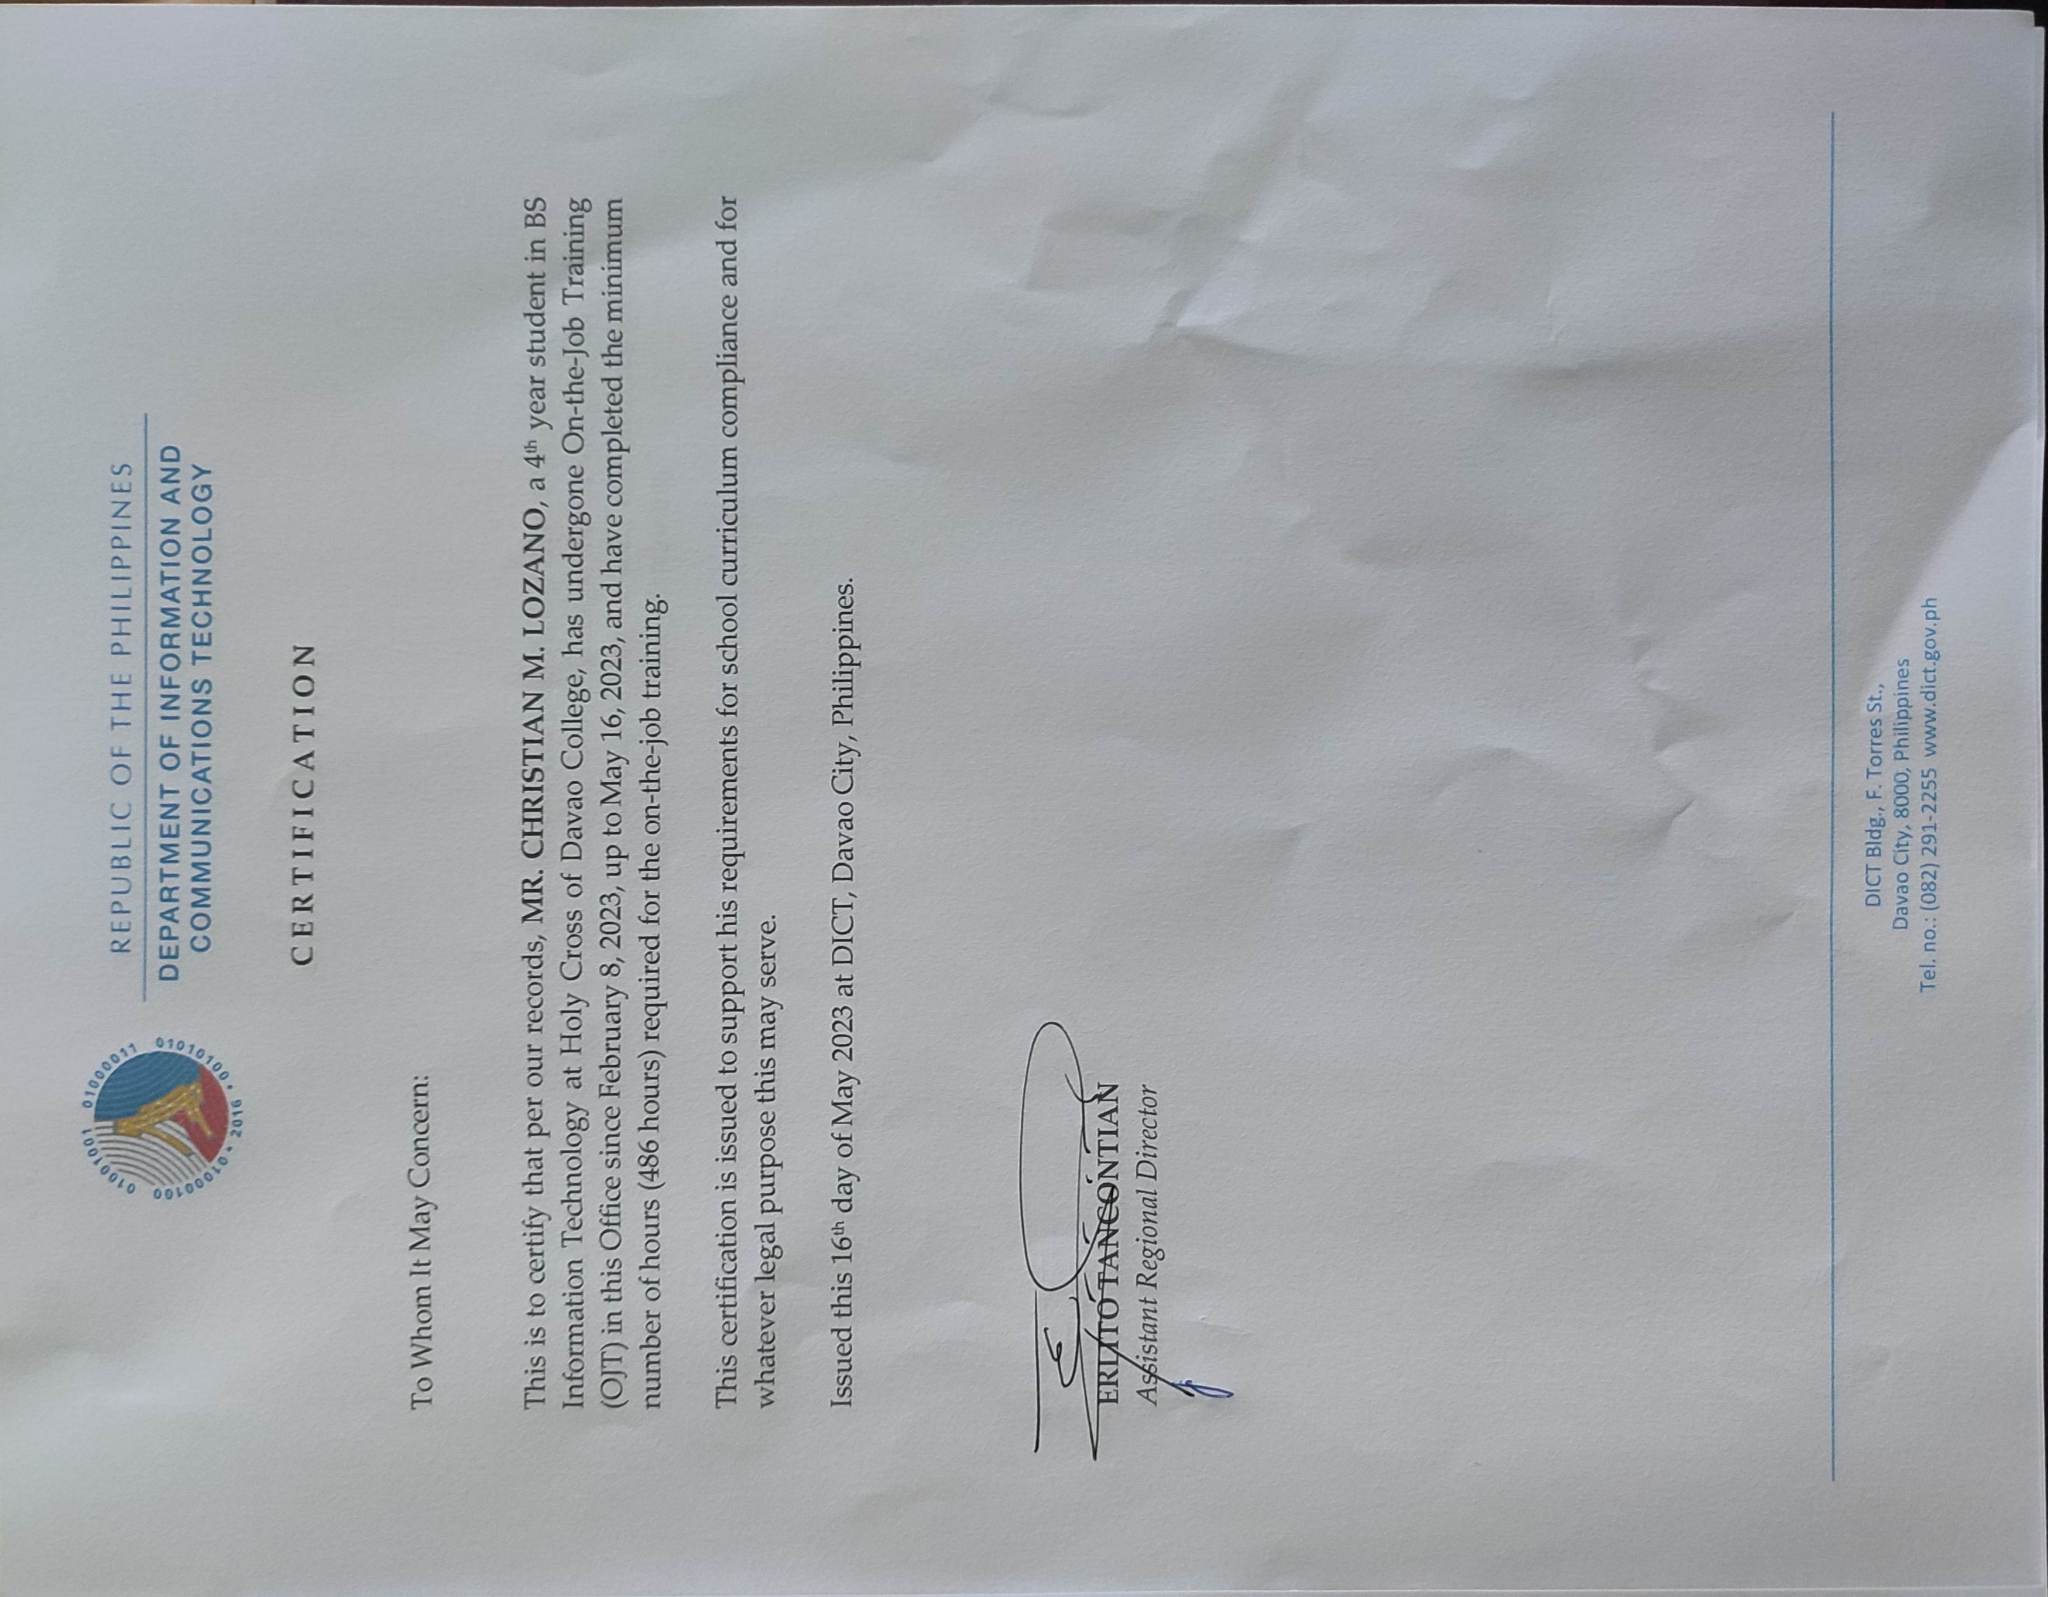 01000100 01001001 01000011 01010100
• 2016 •
REPUBLIC OF THE PHILIPPINES
DEPARTMENT OF INFORMATION AND
COMMUNICATIONS TECHNOLOGY
CERTIFICATION
To Whom It May Concern:
This is to certify that per our records, MR. CHRISTIAN M. LOZANO, a 4th year student in BS
Information Technology at Holy Cross of Davao College, has undergone On-the-Job Training
(OJT) in this Office since February 8, 2023, up to May 16, 2023, and have completed the minimum
number of hours (486 hours) required for the on-the-job training.
This certification is issued to support his requirements for school curriculum compliance and for
whatever legal purpose this may serve.
Issued this 16th day of May 2023 at DICT, Davao City, Philippines.
ERLITO TANCONTIAN
Assistant Regional Director
DICT Bldg., F. Torres St.,
Davao City, 8000, Philippines
Tel. no.: (082) 291-2255 www.dict.gov.ph